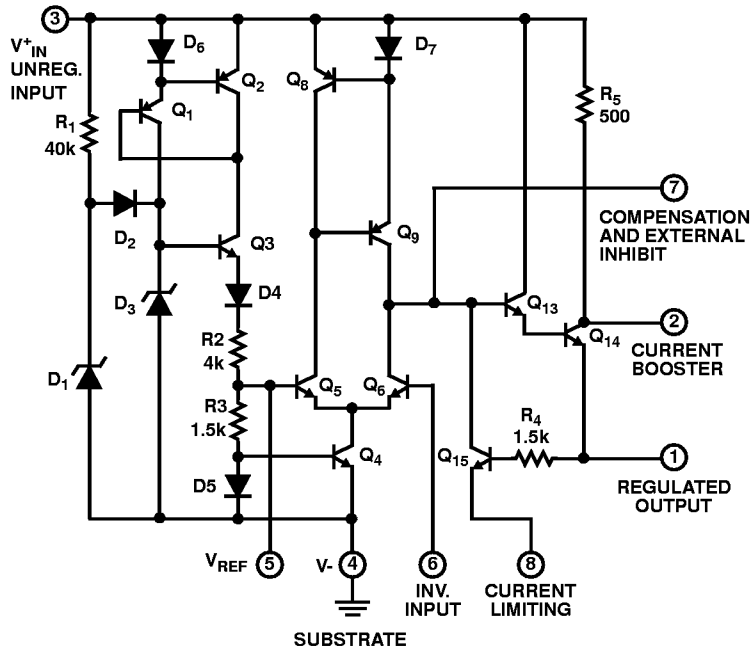 3
V+IN
UNREG.
INPUT
D6
D7
Q1
Q2
Q8
R5
500
R1
40k
7
COMPENSATION
AND EXTERNAL
INHIBIT
D2
Q3
Q9
D3
D4
Q13
Q14
2
CURRENT
BOOSTER
R2
4k
D1
Q5
Q6
R3
1.5k
R4
1.5k
Q4
Q15
1
REGULATED
OUTPUT
D5
VREF
5
V-
4
6
INV.
INPUT
8
CURRENT
LIMITING
SUBSTRATE